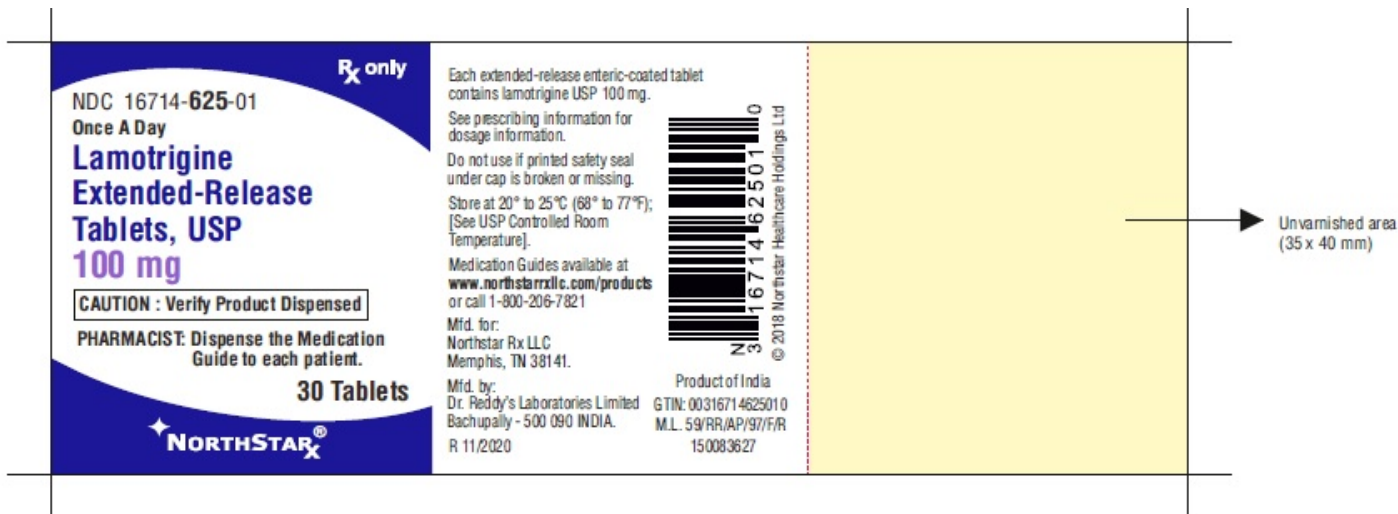 Rx only
NDC 16714-625-01
Once A Day
Lamotrigine
Extended-Release
Tablets, USP
100 mg
CAUTION : Verify Product Dispensed
PHARMACIST: Dispense the Medication
Guide to each patient.
30 Tablets
NORTHSTARx®
Each extended-release enteric-coated tablet
contains lamotrigine USP 100 mg.
See prescribing information for
dosage information.
Do not use if printed safety seal
under cap is broken or missing.
Store at 20° to 25°C (68° to 77°F);
[See USP Controlled Room
Temperature].
Medication Guides available at
www.northstarrxllc.com/products
or call 1-800-206-7821
Mfd. for:
Northstar Rx LLC
Memphis, TN 38141.
Mfd. by:
Dr. Reddy's Laboratories Limited
Bachupally - 500 090 INDIA.
R 11/2020
N
3 16714 62501 0
© 2018 Northstar Healthcare Holdings Ltd
Product of India
GTIN: 00316714625010
M.L. 59/RR/AP/97/F/R
150083627
Unvarnished area
(35 x 40 mm)